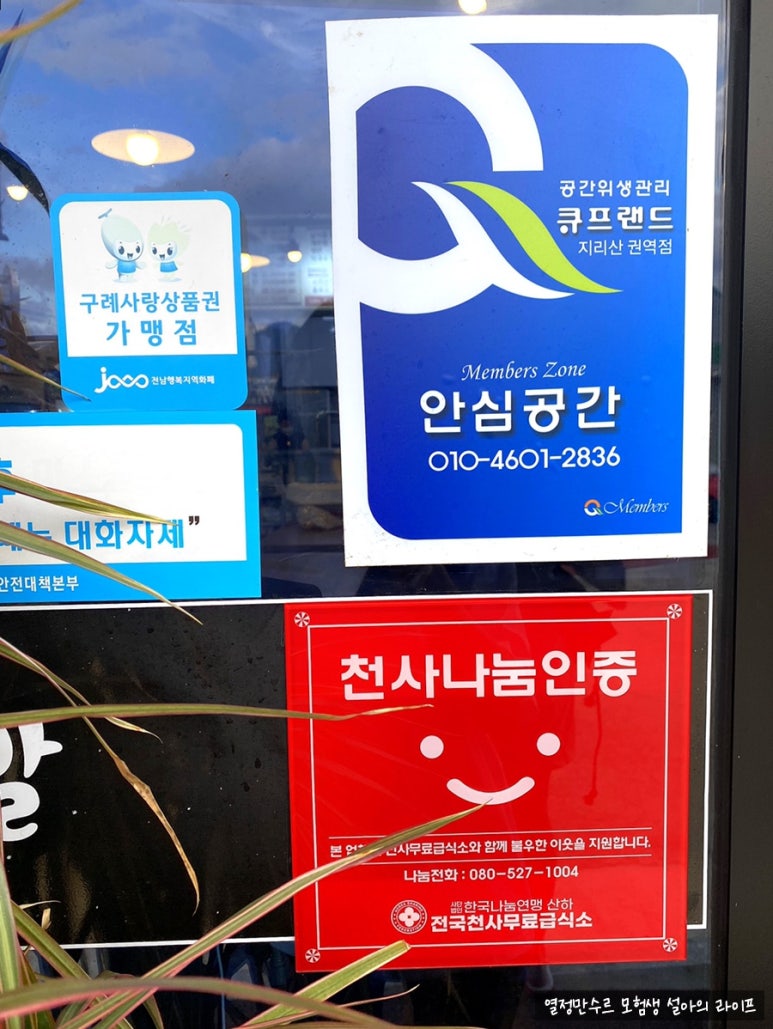 공간위생관리
큐프랜드
지리산 권역점
Members Zone
안심공간
010-4601-2836
Members
구례사랑상품권
가맹점
전남행복지역화폐
대화자세”
안전대책본부
천사나눔인증
천사무료급식소와 함께 불우한 이웃을 지원합니다.
나눔전화 : 080-527-1004
사단법인 한국나눔연맹 산하
전국천사무료급식소
열정만수르 모험생 설아의 라이프